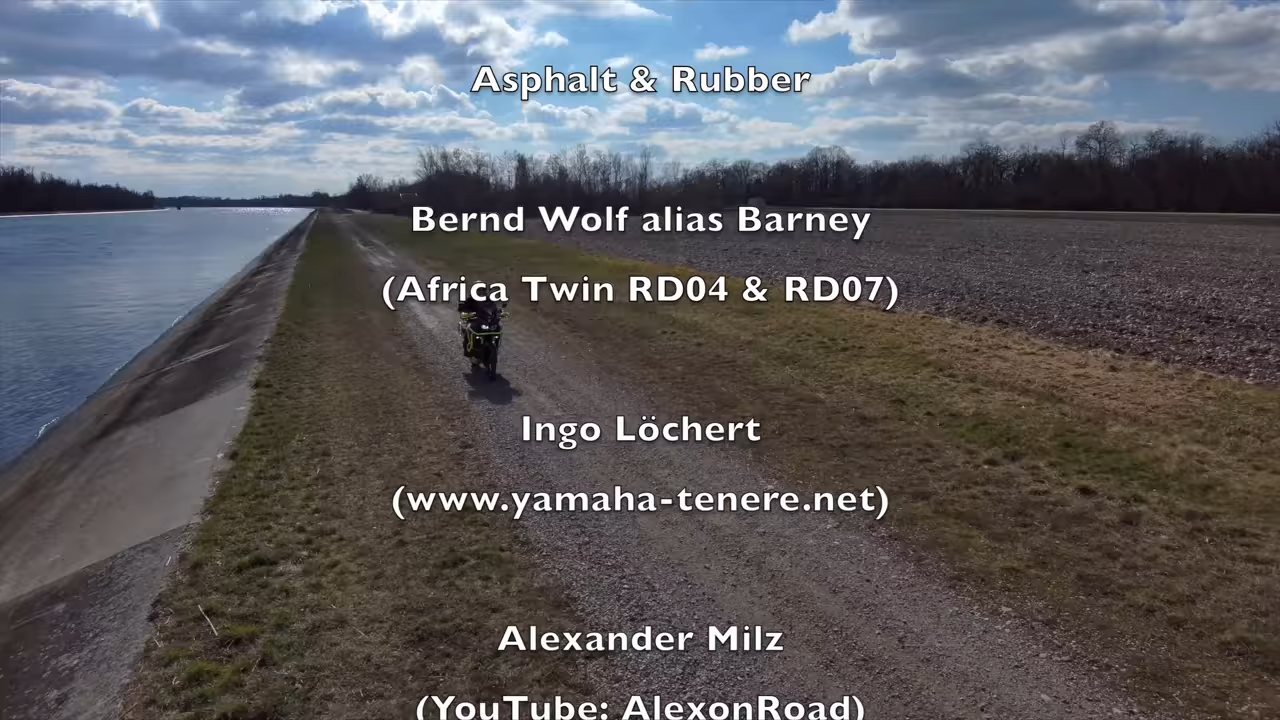 Asphalt & Rubber
Bernd Wolf alias Barney
(Africa Twin RD04 & RD07)
Ingo Löchert
(www.yamaha-tenere.net)
Alexander Milz
(YouTube: AlexonRoad)